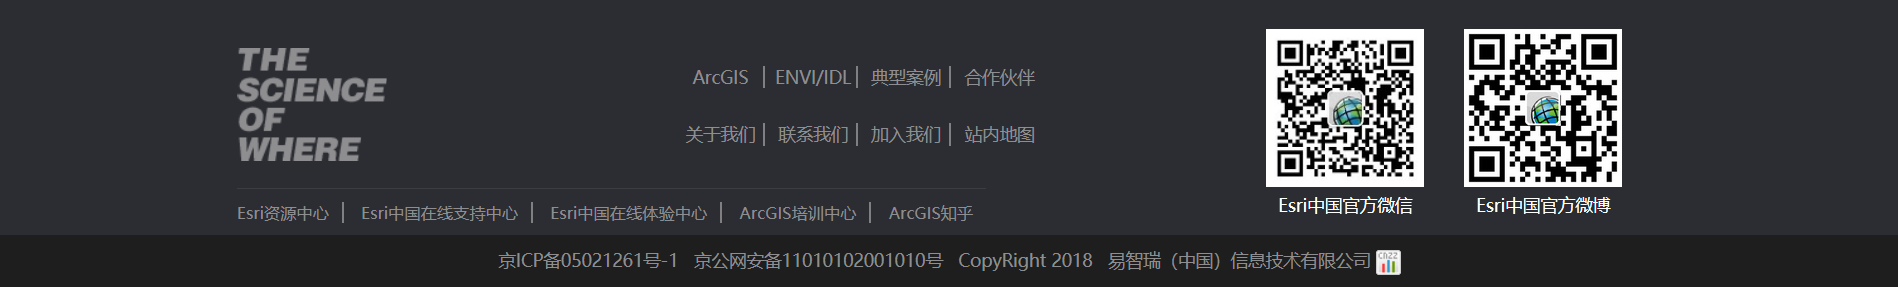 THE
SCIENCE
OF
WHERE
ArcGIS | ENVI/IDL | 典型案例 | 合作伙伴
关于我们 | 联系我们 | 加入我们 | 站内地图
Esri资源中心 | Esri中国在线支持中心 | Esri中国在线体验中心 | ArcGIS培训中心 | ArcGIS知乎
Esri中国官方微信 Esri中国官方微博
京ICP备05021261号-1 京公网安备11010102001010号 CopyRight 2018 易智瑞（中国）信息技术有限公司 CNZZ